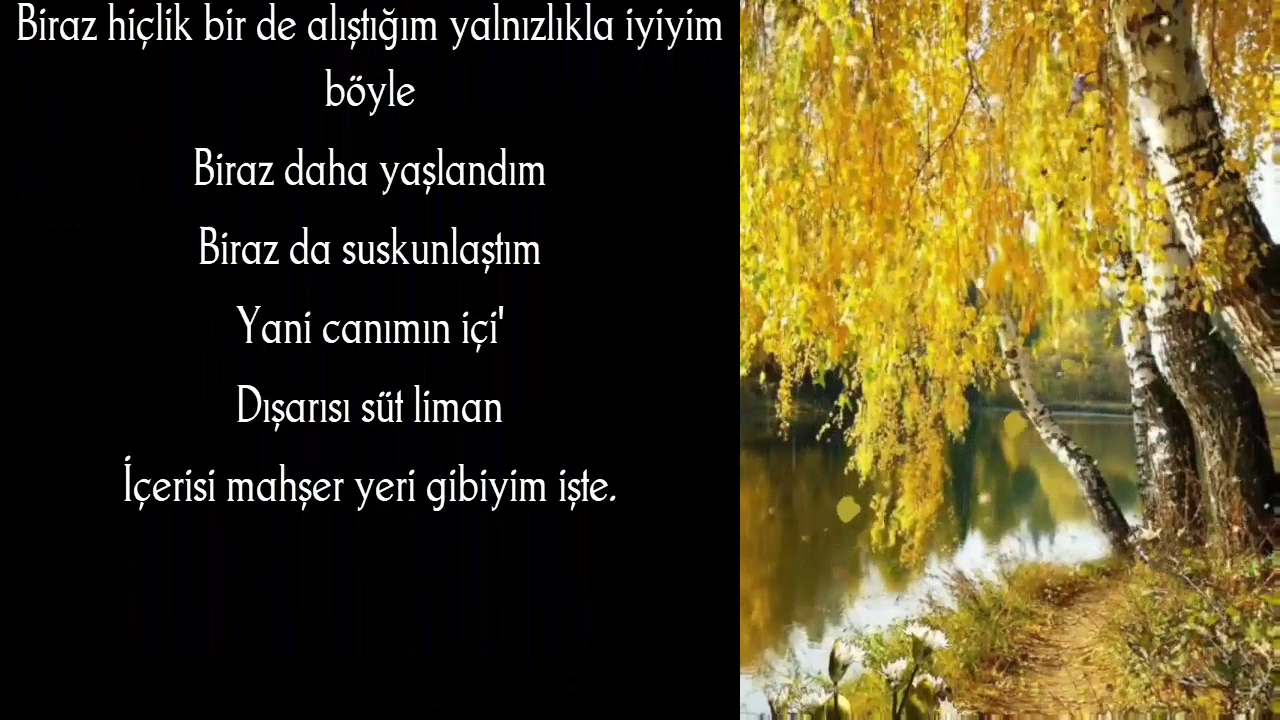 Biraz hiçlik bir de alıştığım yalnızlıkla iyiyim
böyle
Biraz daha yaşlandım
Biraz da suskunlaştım
Yani canımın içi'
Dışarısı süt liman
İçerisi mahşer yeri gibiyim işte.